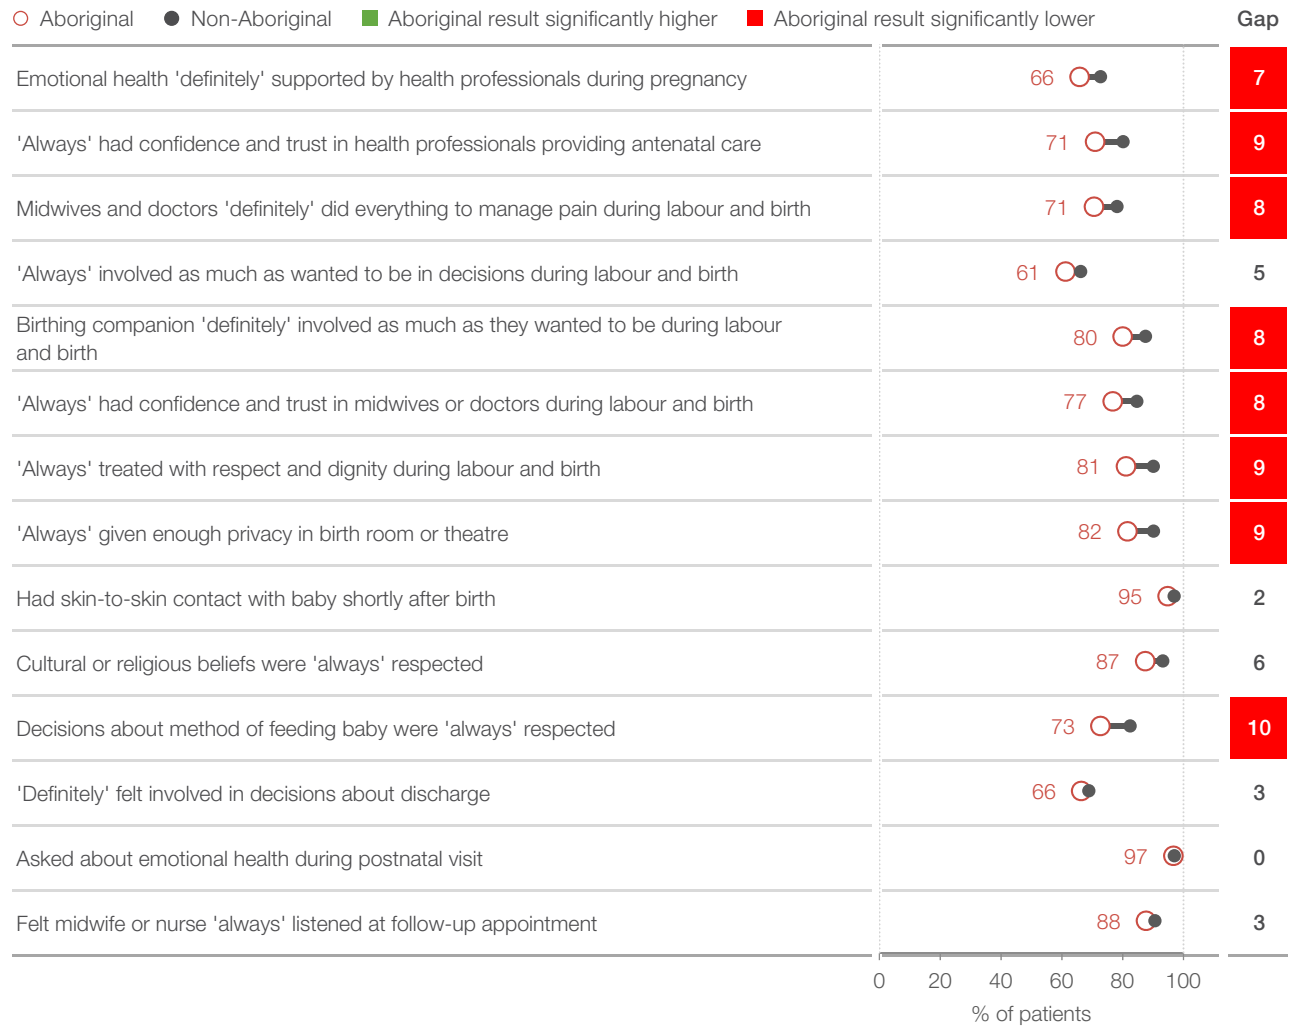 Aboriginal Non-Aboriginal Aboriginal result significantly higher Aboriginal result significantly lower Gap
Emotional health 'definitely' supported by health professionals during pregnancy 66 7
'Always' had confidence and trust in health professionals providing antenatal care 71 9
Midwives and doctors 'definitely' did everything to manage pain during labour and birth 71 8
'Always' involved as much as wanted to be in decisions during labour and birth 61 5
Birthing companion 'definitely' involved as much as they wanted to be during labour
and birth 80 8
'Always' had confidence and trust in midwives or doctors during labour and birth 77 8
'Always' treated with respect and dignity during labour and birth 81 9
'Always' given enough privacy in birth room or theatre 82 9
Had skin-to-skin contact with baby shortly after birth 95 2
Cultural or religious beliefs were 'always' respected 87 6
Decisions about method of feeding baby were 'always' respected 73 10
'Definitely' felt involved in decisions about discharge 66 3
Asked about emotional health during postnatal visit 97 0
Felt midwife or nurse 'always' listened at follow-up appointment 88 3
0 20 40 60 80 100
% of patients